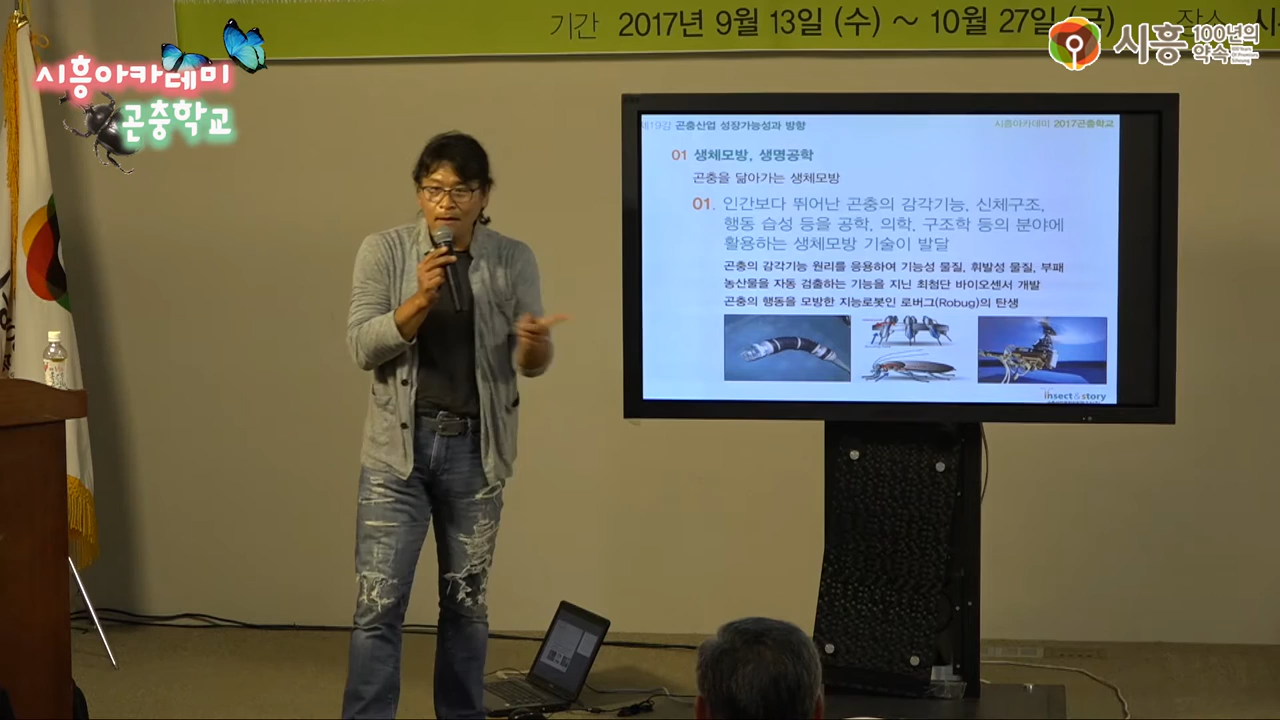 기간 2017년 9월 13일 (수) ~ 10월 27일 (금) 장소
시흥아카데미
곤충학교
시흥 100년의
약속
제19강 곤충산업 성장가능성과 방향
시흥아카데미 2017곤충학교
01 생체모방, 생명공학
곤충을 닮아가는 생체모방
01. 인간보다 뛰어난 곤충의 감각기능, 신체구조,
행동 습성 등을 공학, 의학, 구조학 등의 분야에
활용하는 생체모방 기술이 발달
곤충의 감각기능 원리를 응용하여 기능성 물질, 휘발성 물질, 부패
농산물을 자동 검출하는 기능을 지닌 최첨단 바이오센서 개발
곤충의 행동을 모방한 지능로봇인 로버그(Robug)의 탄생
insect & story